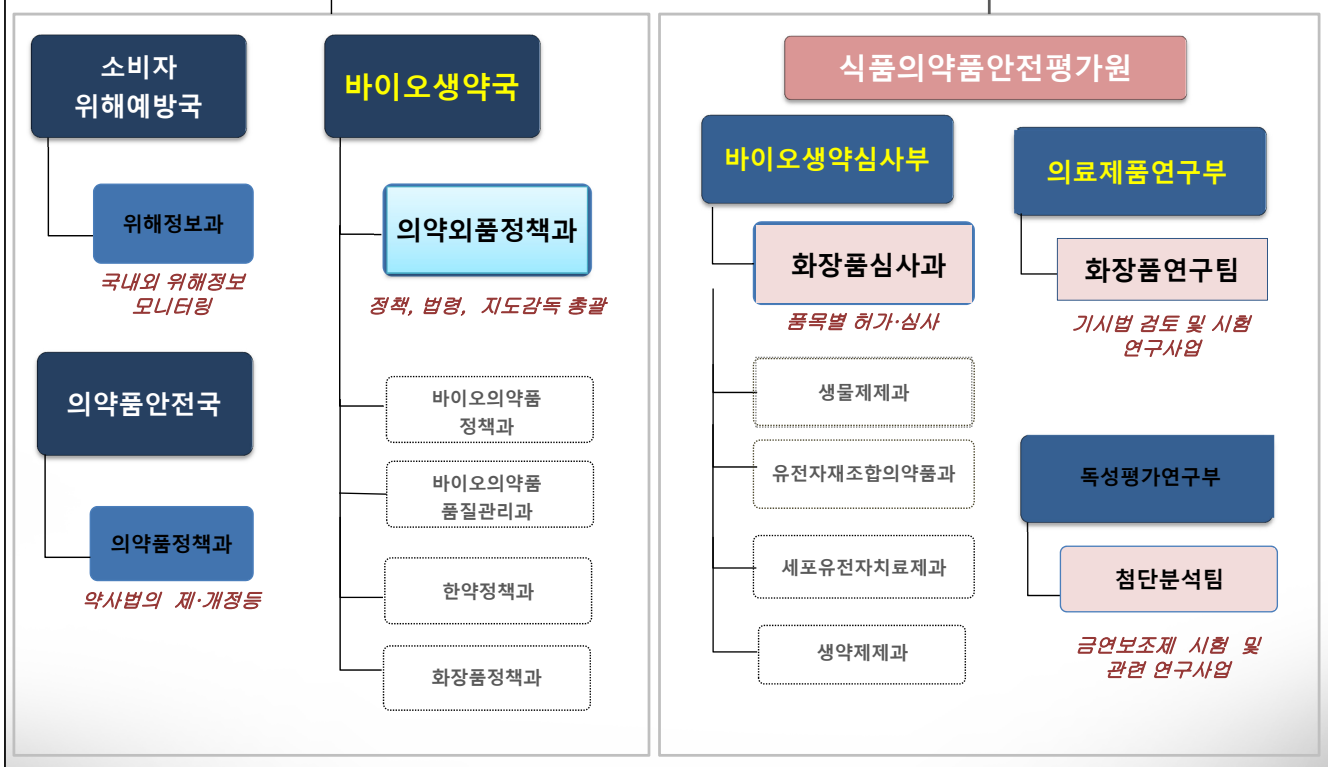 소비자
위해예방국
위해정보과
국내외 위해정보
모니터링
의약품안전국
의약품정책과
약사법의 제·개정등
바이오생약국
의약외품정책과
정책, 법령, 지도감독 총괄
바이오의약품
정책과
바이오의약품
품질관리과
한약정책과
화장품정책과
식품의약품안전평가원
바이오생약심사부
화장품심사과
품목별 허가·심사
생물제제과
유전자재조합의약품과
세포유전자치료제과
생약제제과
의료제품연구부
화장품연구팀
기시법 검토 및 시험
연구사업
독성평가연구부
첨단분석팀
금연보조제 시험 및
관련 연구사업